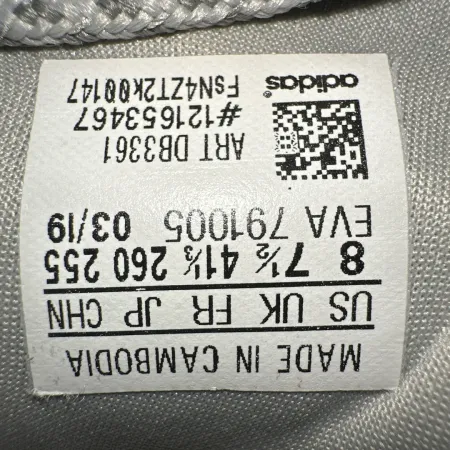 MADE IN CAMBODIA
US UK FR JP CHN
8 7½ 41⅓ 260 255
EVA 791005 03/19
ART DB3361
#121653467
FsN4ZT2k00147
adidas®